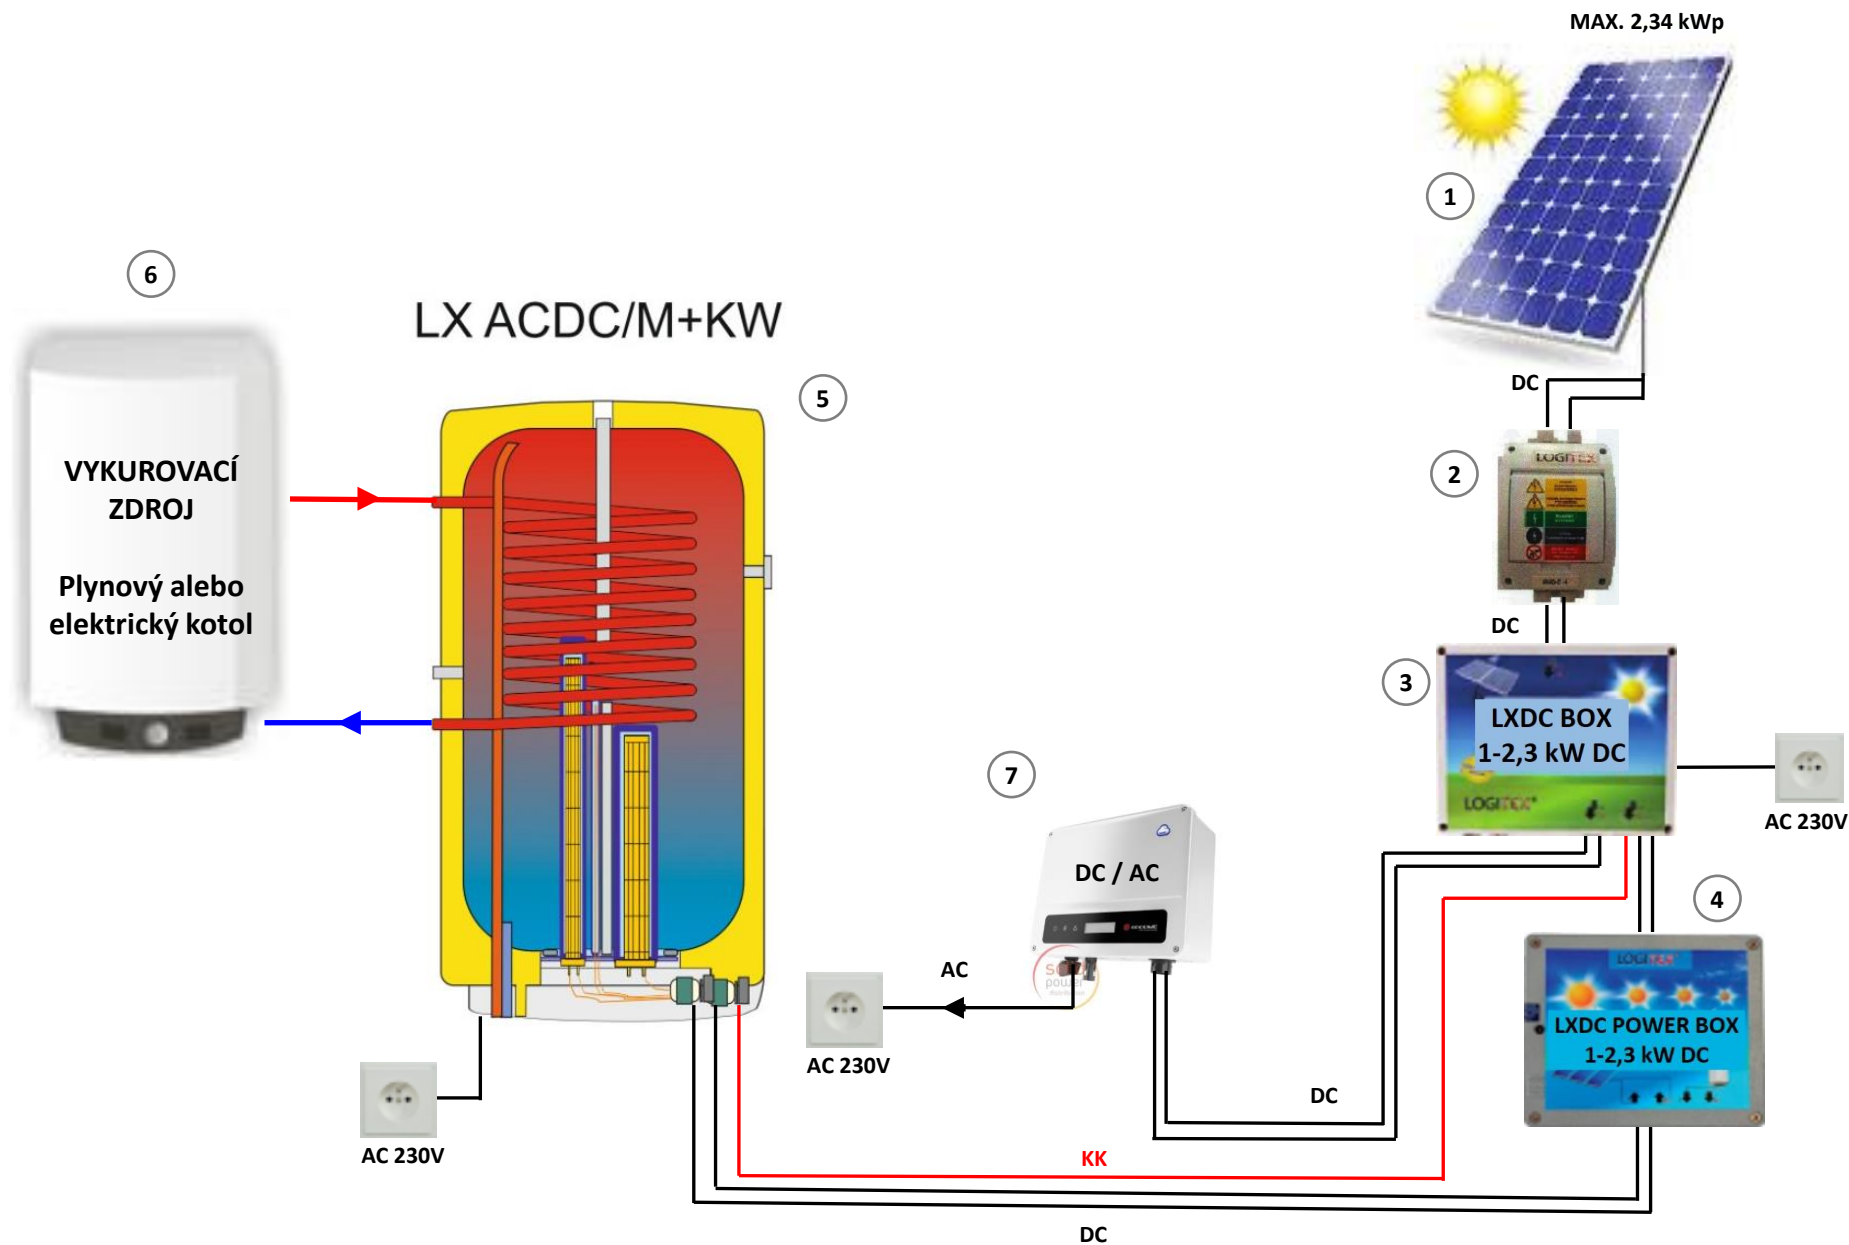 MAX. 2,34 kWp
1
6
LX ACDC/M+KW
5
DC
VYKUROVACÍ
ZDROJ
Plynový alebo
elektrický kotol
2
LOGITEX
DC
3
LXDC BOX
1-2,3 kW DC
LOGITEX®
AC 230V
7
DC / AC
4
AC
AC 230V
LOGITEX
LXDC POWER BOX
1-2,3 kW DC
DC
AC 230V
KK
DC